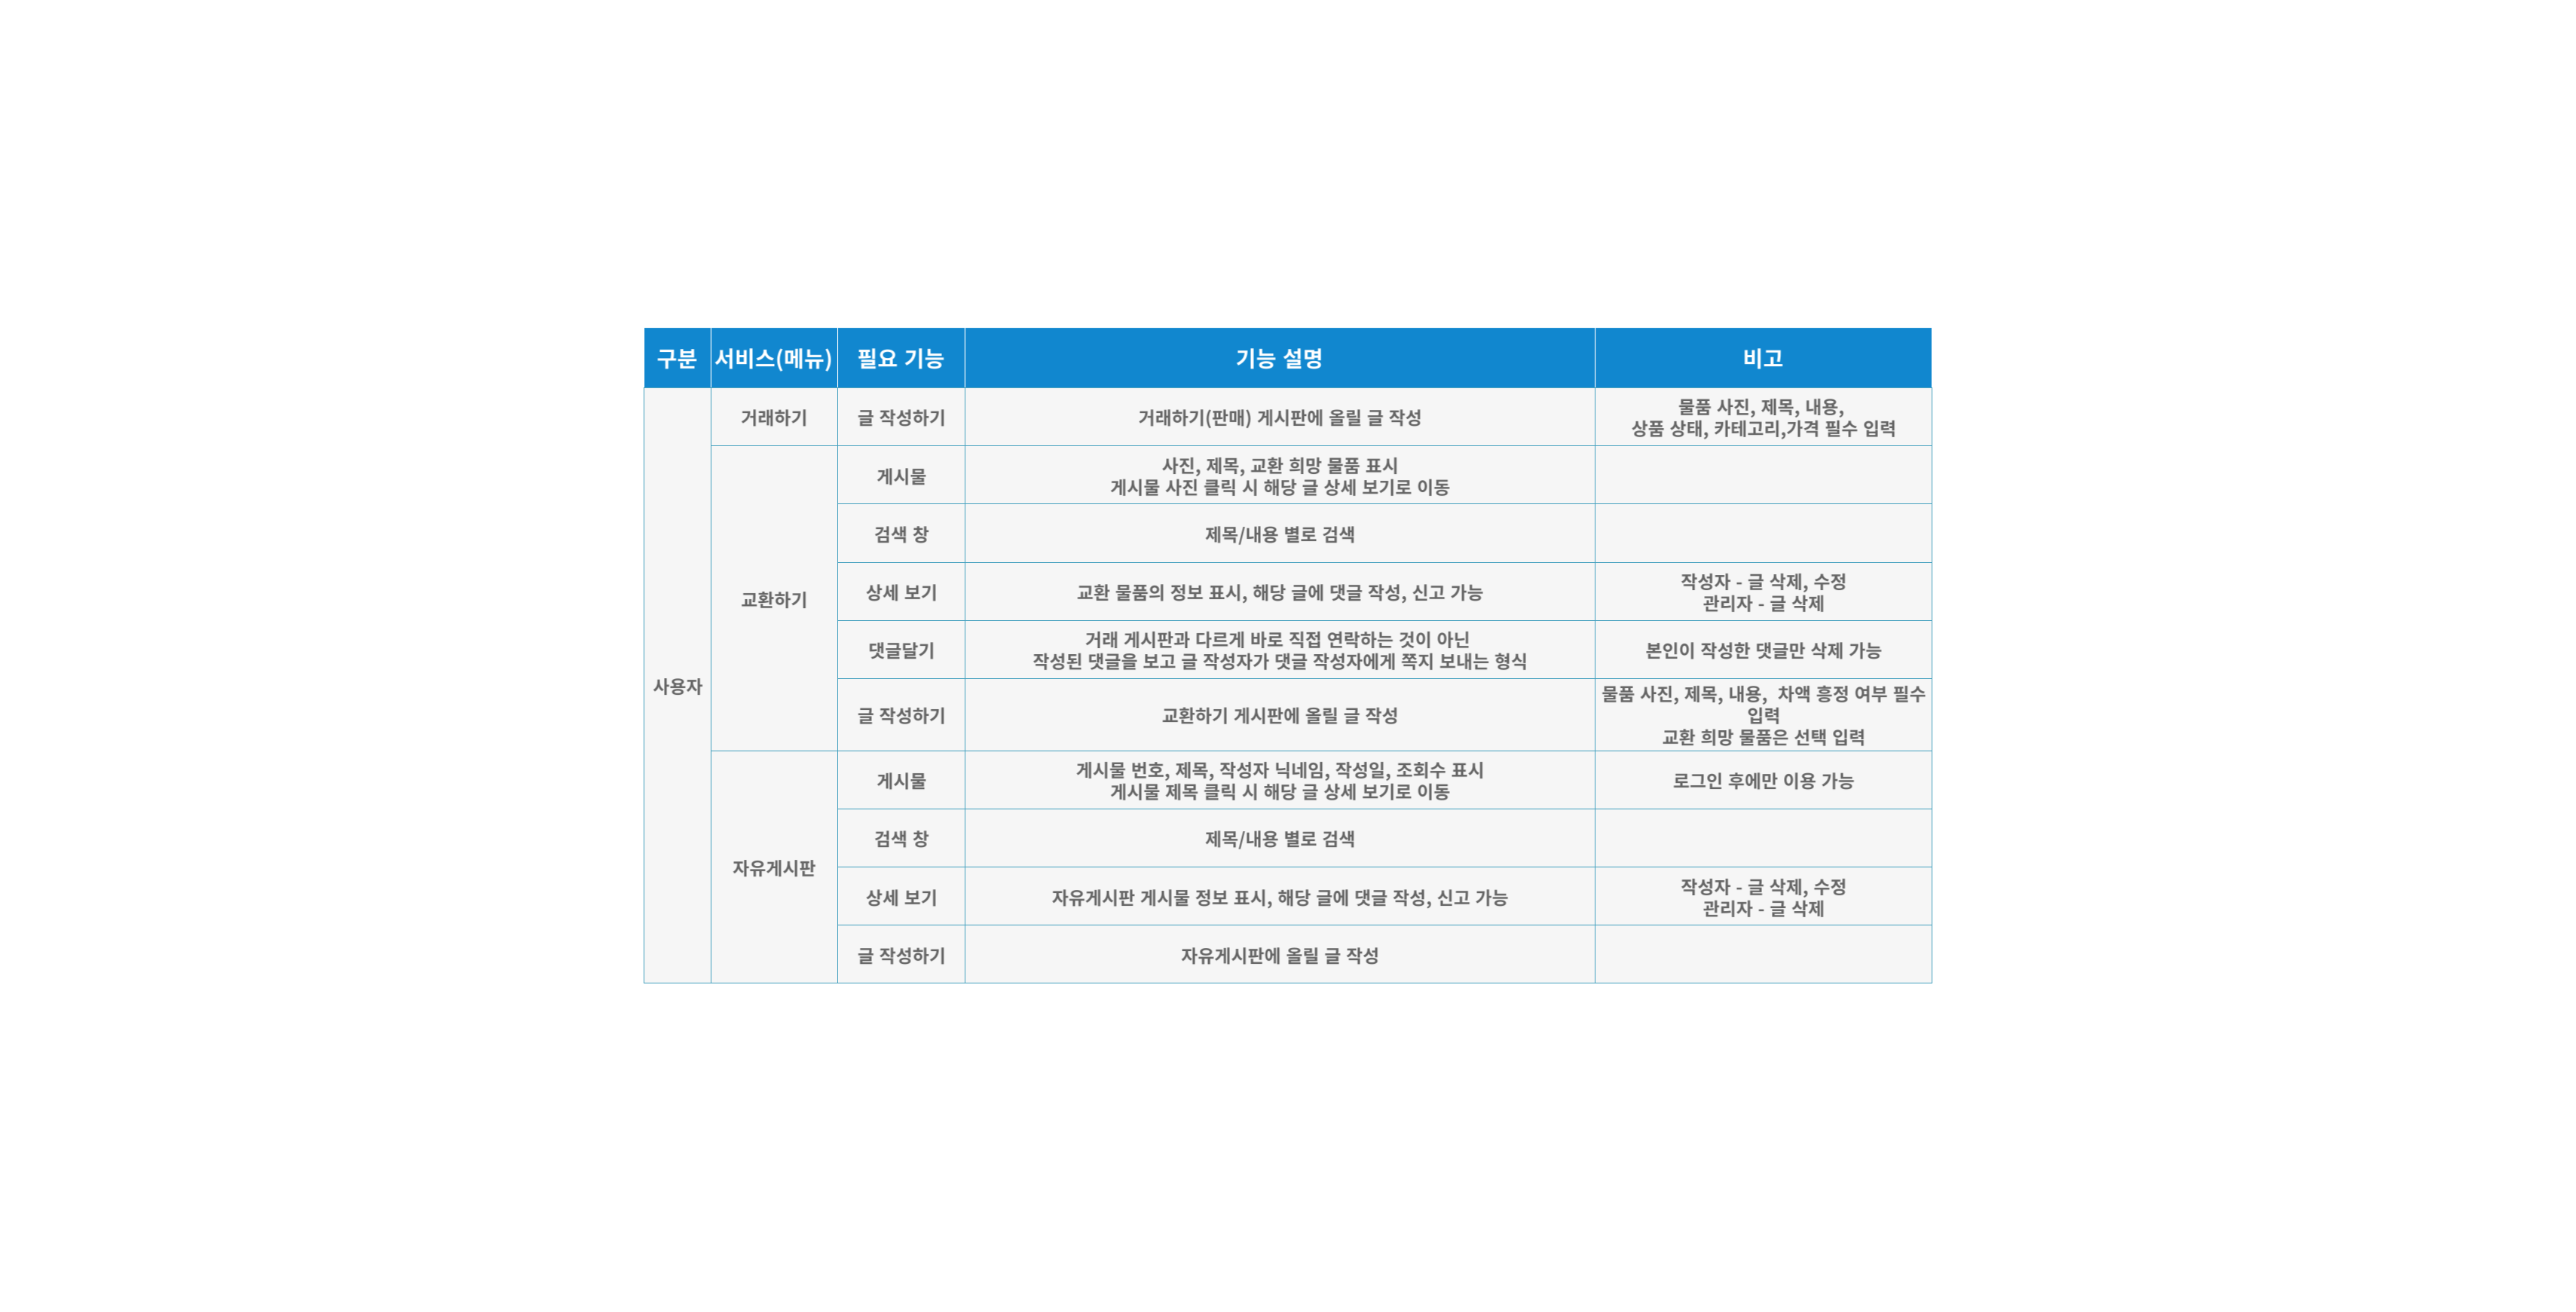 구분 서비스(메뉴) 필요 기능 기능 설명 비고
사용자
거래하기
글 작성하기
거래하기(판매) 게시판에 올릴 글 작성
물품 사진, 제목, 내용,
상품 상태, 카테고리,가격 필수 입력
교환하기
게시물
사진, 제목, 교환 희망 물품 표시
게시물 사진 클릭 시 해당 글 상세 보기로 이동
검색 창
제목/내용 별로 검색
상세 보기
교환 물품의 정보 표시, 해당 글에 댓글 작성, 신고 가능
작성자 - 글 삭제, 수정
관리자 - 글 삭제
댓글달기
거래 게시판과 다르게 바로 직접 연락하는 것이 아닌
작성된 댓글을 보고 글 작성자가 댓글 작성자에게 쪽지 보내는 형식
본인이 작성한 댓글만 삭제 가능
글 작성하기
교환하기 게시판에 올릴 글 작성
물품 사진, 제목, 내용,  차액 흥정 여부 필수
입력
교환 희망 물품은 선택 입력
자유게시판
게시물
게시물 번호, 제목, 작성자 닉네임, 작성일, 조회수 표시
게시물 제목 클릭 시 해당 글 상세 보기로 이동
로그인 후에만 이용 가능
검색 창
제목/내용 별로 검색
상세 보기
자유게시판 게시물 정보 표시, 해당 글에 댓글 작성, 신고 가능
작성자 - 글 삭제, 수정
관리자 - 글 삭제
글 작성하기
자유게시판에 올릴 글 작성